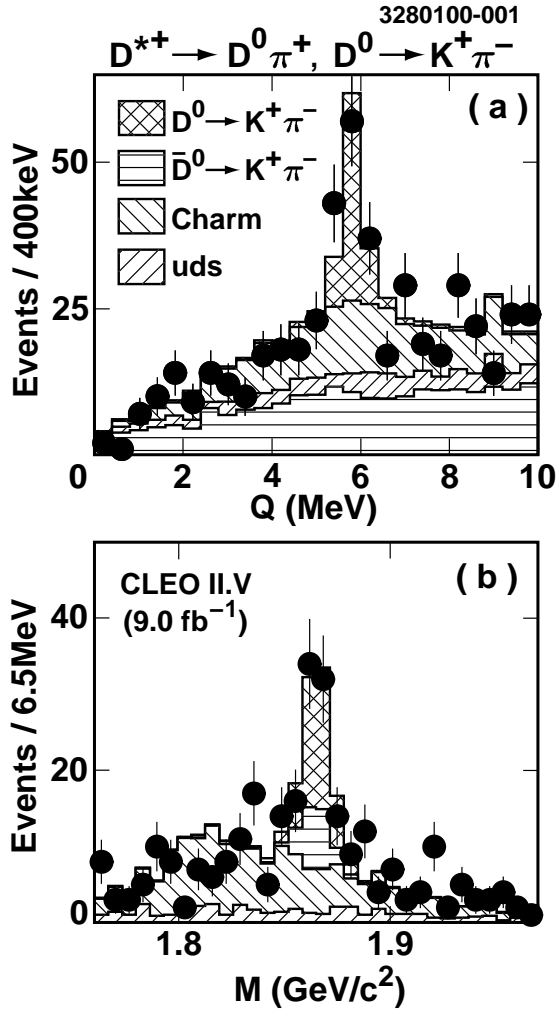 3280100-001
D*+ → D⁰π⁺, D⁰ → K⁺π⁻
( a )
D⁰ → K⁺π⁻
D̄⁰ → K⁺π⁻
Charm
uds
Events / 400keV
50
25
0 2 4 6 8 10
Q (MeV)
CLEO II.V
(9.0 fb⁻¹)
( b )
Events / 6.5MeV
40
20
0
1.8 1.9
M (GeV/c²)